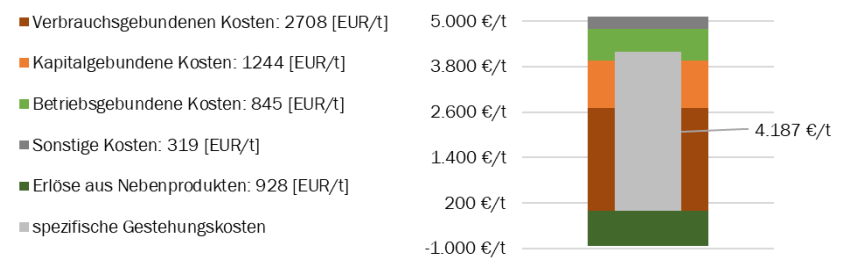 Verbrauchsgebundenen Kosten: 2708 [EUR/t]
Kapitalgebundene Kosten: 1244 [EUR/t]
Betriebsgebundene Kosten: 845 [EUR/t]
Sonstige Kosten: 319 [EUR/t]
Erlöse aus Nebenprodukten: 928 [EUR/t]
spezifische Gestehungskosten
5.000 €/t
3.800 €/t
2.600 €/t
1.400 €/t
200 €/t
-1.000 €/t
4.187 €/t